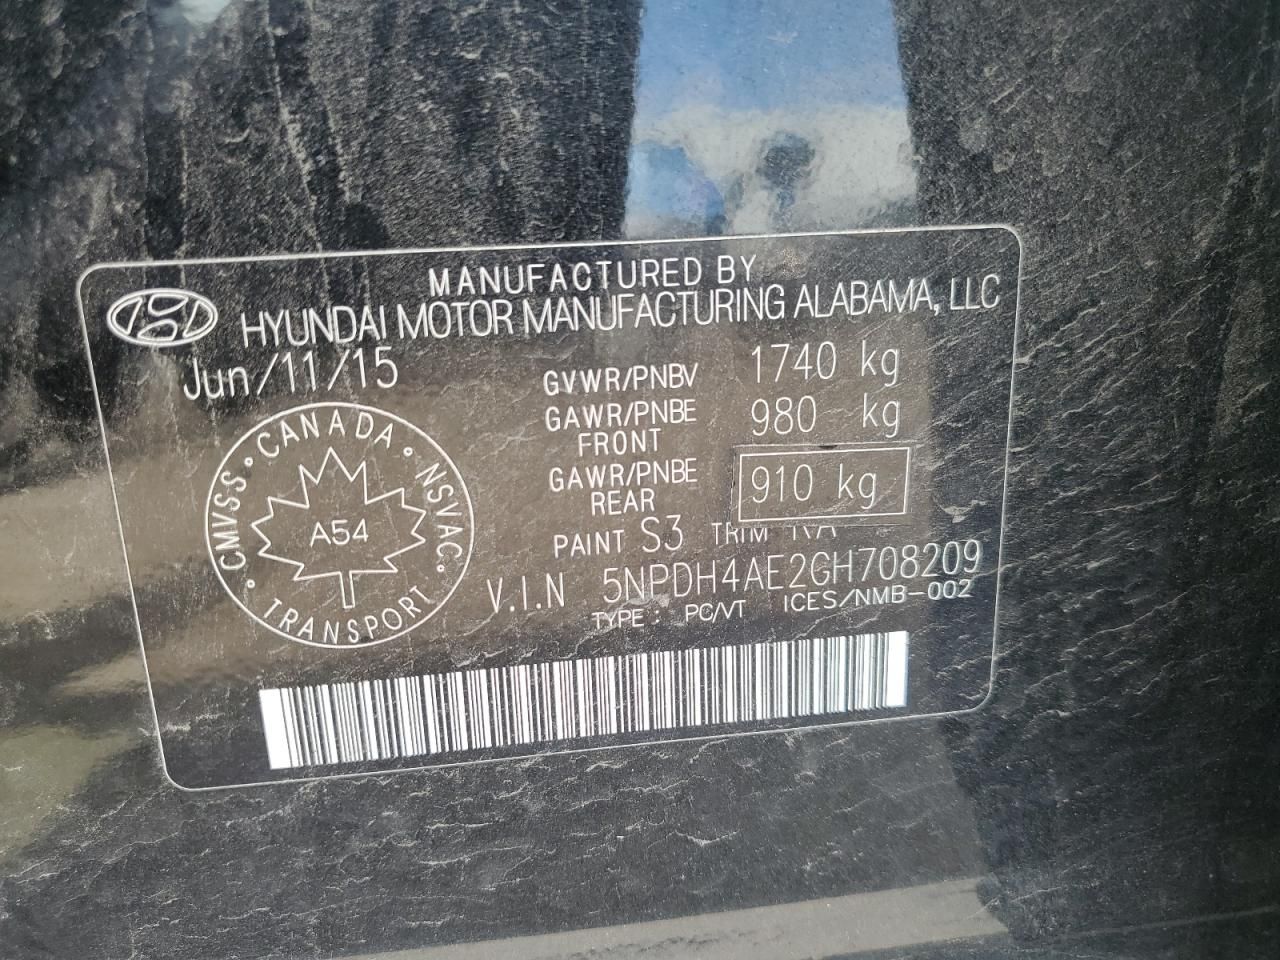 MANUFACTURED BY
HYUNDAI MOTOR MANUFACTURING ALABAMA, LLC
Jun/11/15
GVWR/PNBV 1740 kg
GAWR/PNBE FRONT 980 kg
GAWR/PNBE REAR 910 kg
CMVSS · CANADA · NSVAC
A54
TRANSPORT
PAINT S3 TRIM
V.I.N 5NPDH4AE2GH708209
TYPE : PC/VT ICES/NMB-002